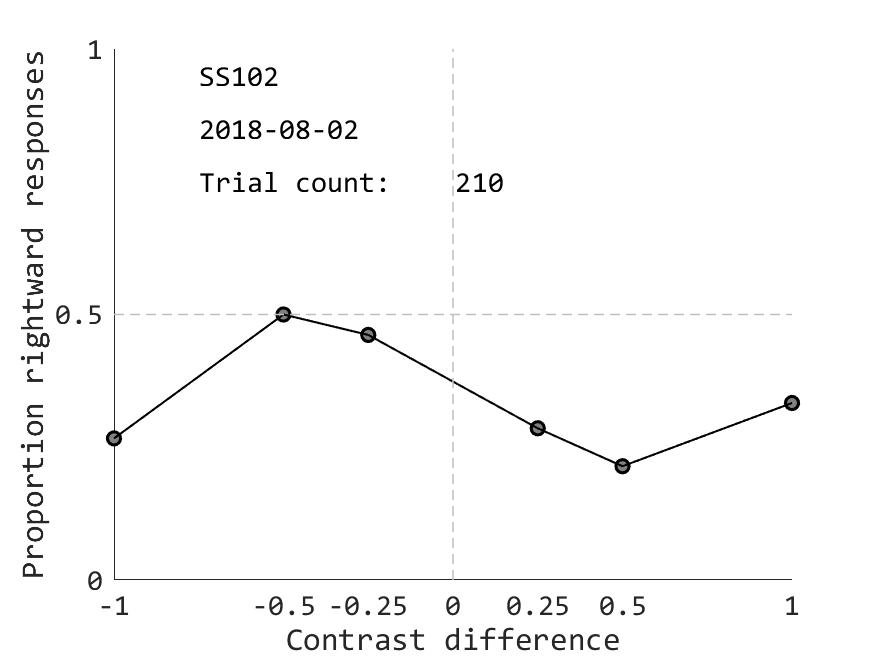 1
SS102
2018-08-02
Trial count: 210
Proportion rightward responses
0.5
0
-1 -0.5 -0.25 0 0.25 0.5 1
Contrast difference